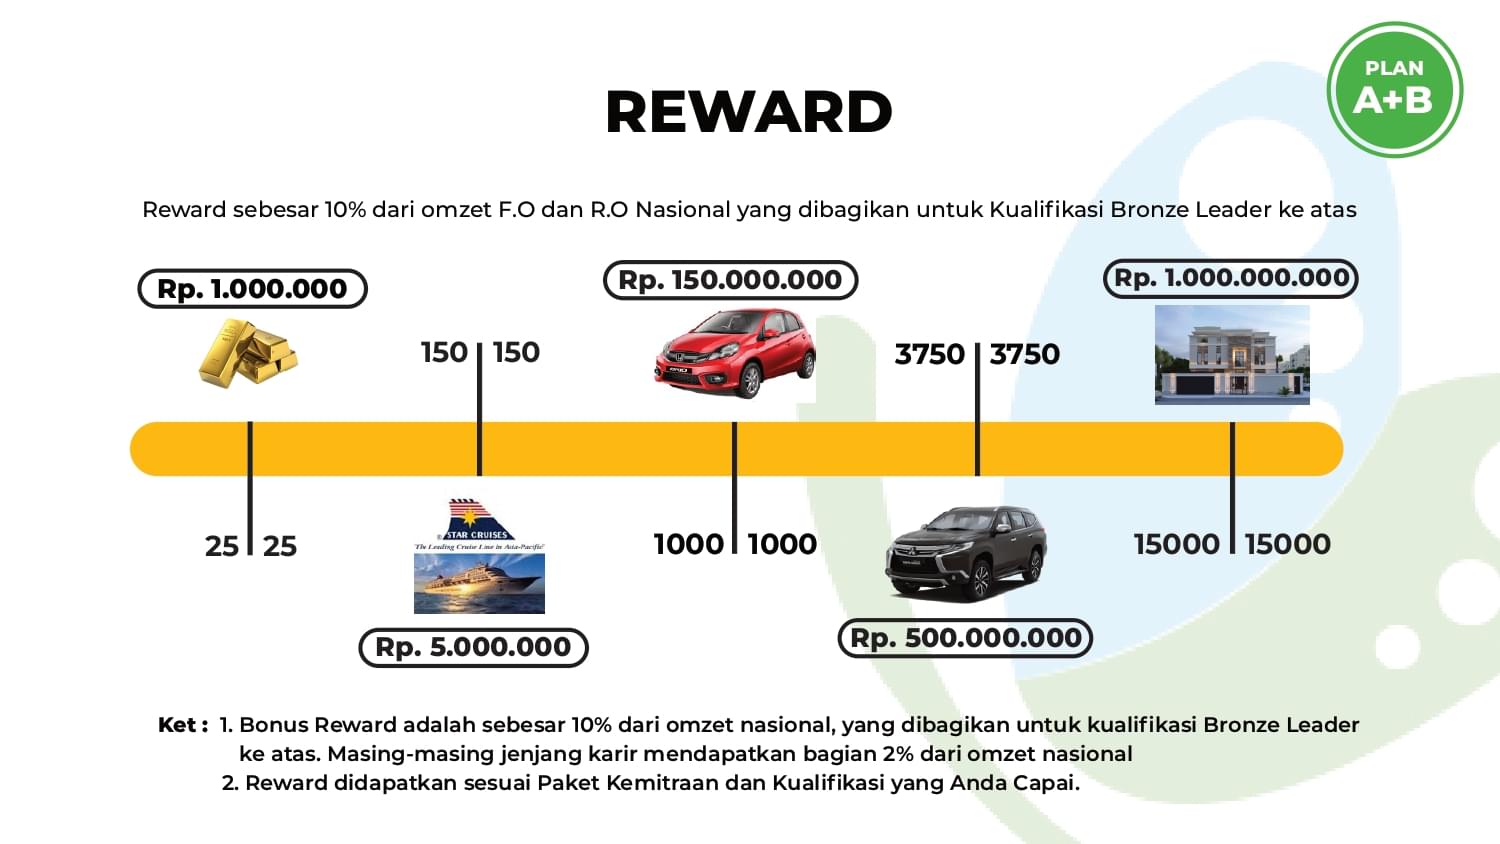 PLAN
A+B
REWARD
Reward sebesar 10% dari omzet F.O dan R.O Nasional yang dibagikan untuk Kualifikasi Bronze Leader ke atas
Rp. 1.000.000
Rp. 150.000.000
Rp. 1.000.000.000
150 150
3750 3750
25 25
STAR CRUISES
The Leading Cruise Line in Asia-Pacific
1000 1000
15000 15000
Rp. 5.000.000
Rp. 500.000.000
Ket : 1. Bonus Reward adalah sebesar 10% dari omzet nasional, yang dibagikan untuk kualifikasi Bronze Leader
ke atas. Masing-masing jenjang karir mendapatkan bagian 2% dari omzet nasional
2. Reward didapatkan sesuai Paket Kemitraan dan Kualifikasi yang Anda Capai.